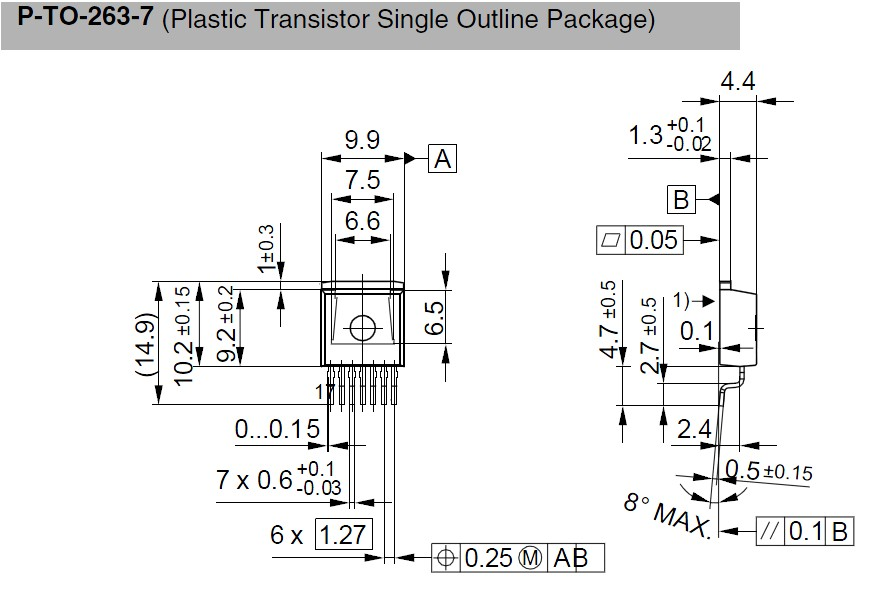 P-TO-263-7 (Plastic Transistor Single Outline Package)
4.4
9.9
A
1.3 +0.1 -0.02
7.5
B
6.6
0.05
1±0.3
(14.9)
10.2 ±0.15
9.2 ±0.2
6.5
4.7 ±0.5
2.7 ±0.5
1)
0.1
17
0...0.15
2.4
7 x 0.6 +0.1 -0.03
0.5 ±0.15
8° MAX.
6 x 1.27
⌖ 0.25 Ⓜ AB
// 0.1 B